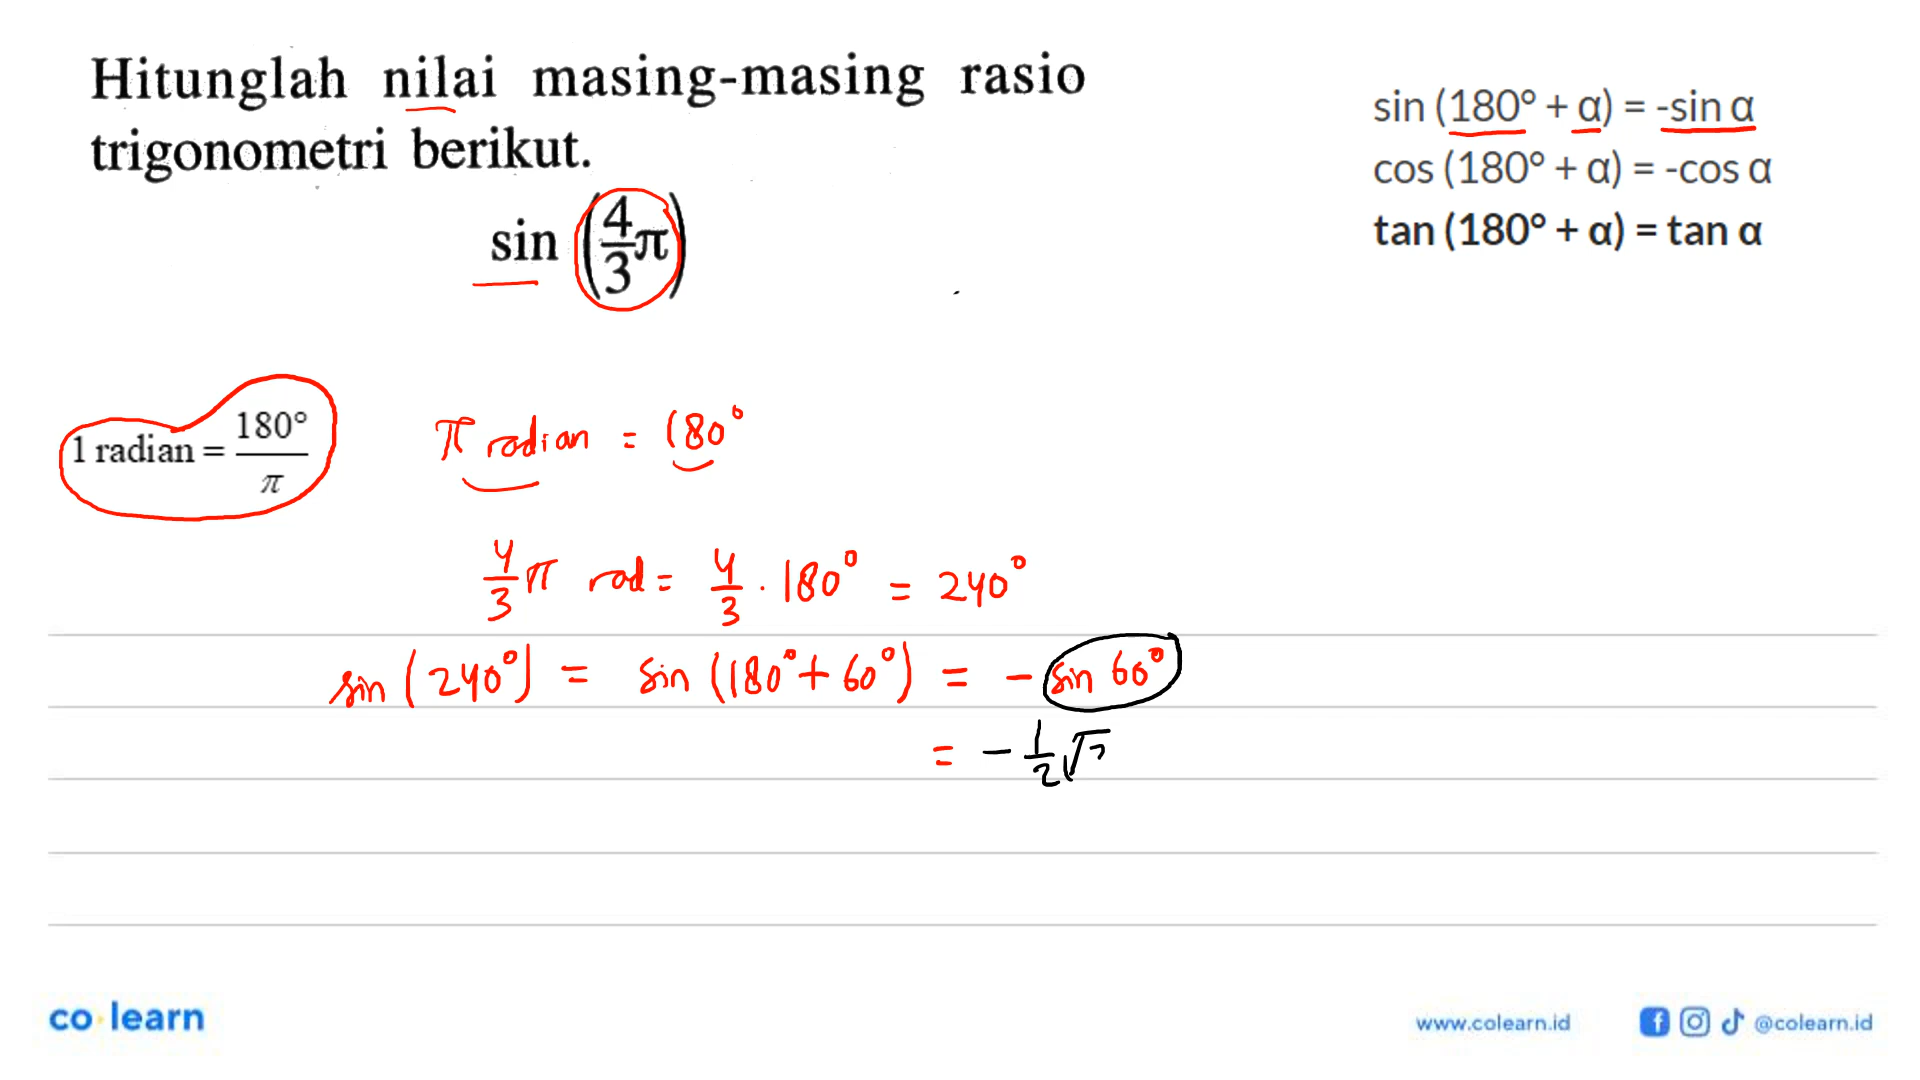 Hitunglah nilai masing-masing rasio
trigonometri berikut.
sin (4/3 π)
sin (180° + α) = -sin α
cos (180° + α) = -cos α
tan (180° + α) = tan α
1 radian = 180°/π
π radian = 180°
4/3 π rad = 4/3 . 180° = 240°
sin (240°) = sin (180° + 60°) = - sin 60°
= - 1/2 √
co learn
www.colearn.id
@colearn.id